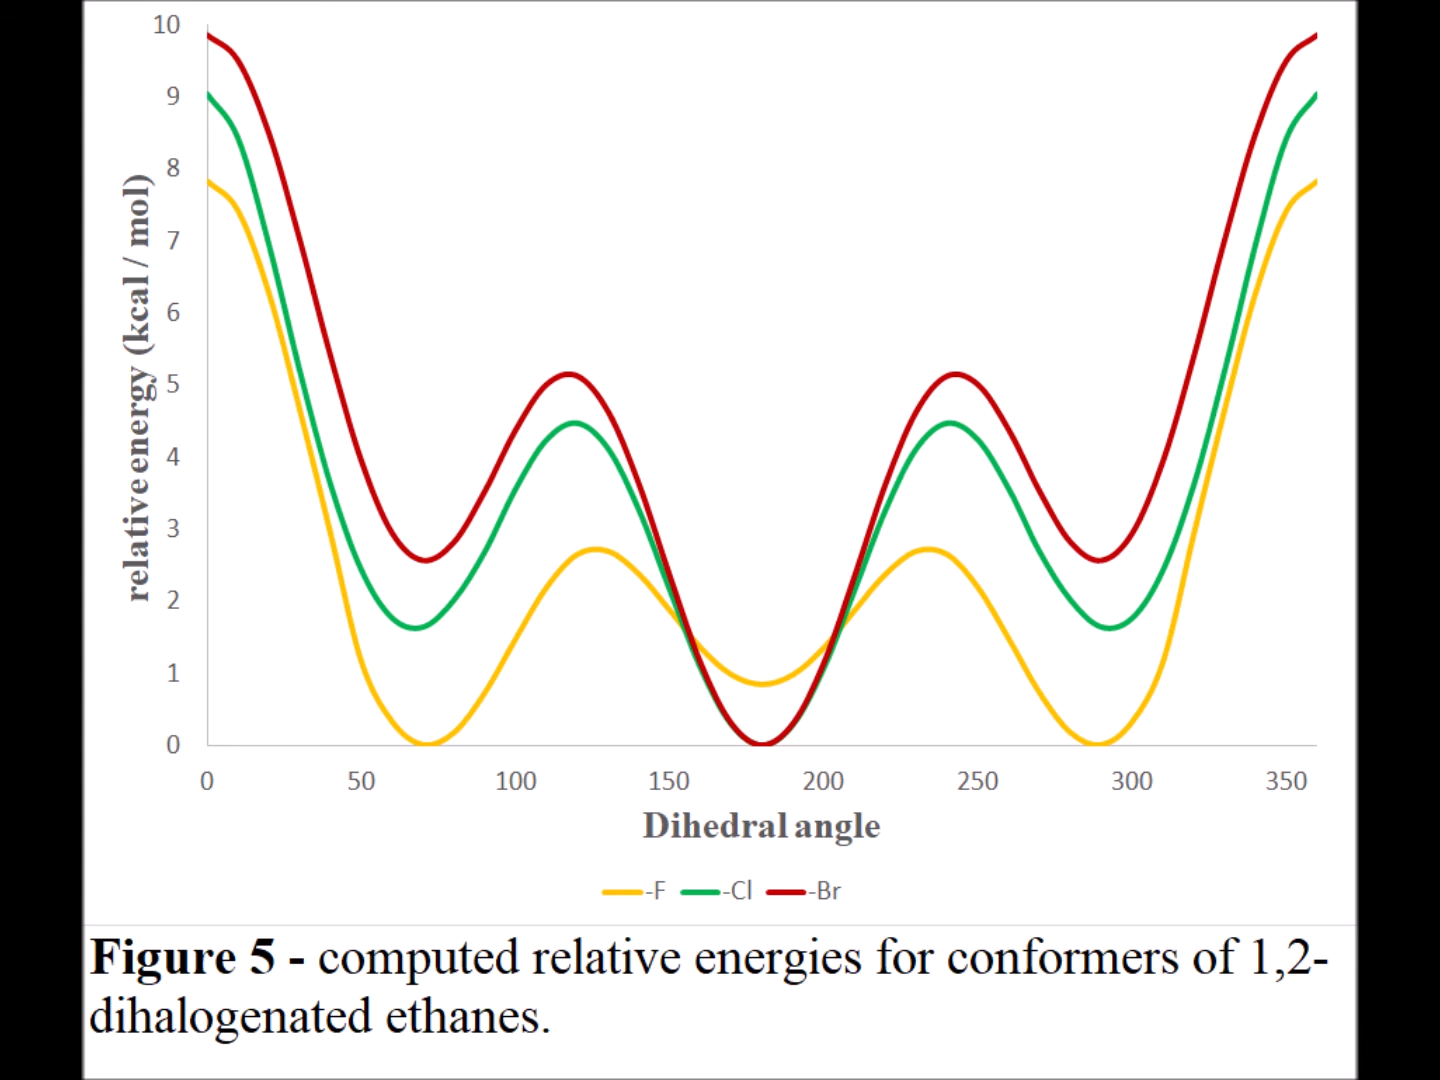 10
9
8
7
6
5
4
3
2
1
0
relative energy (kcal / mol)
0 50 100 150 200 250 300 350
Dihedral angle
-F -Cl -Br
Figure 5 - computed relative energies for conformers of 1,2-
dihalogenated ethanes.